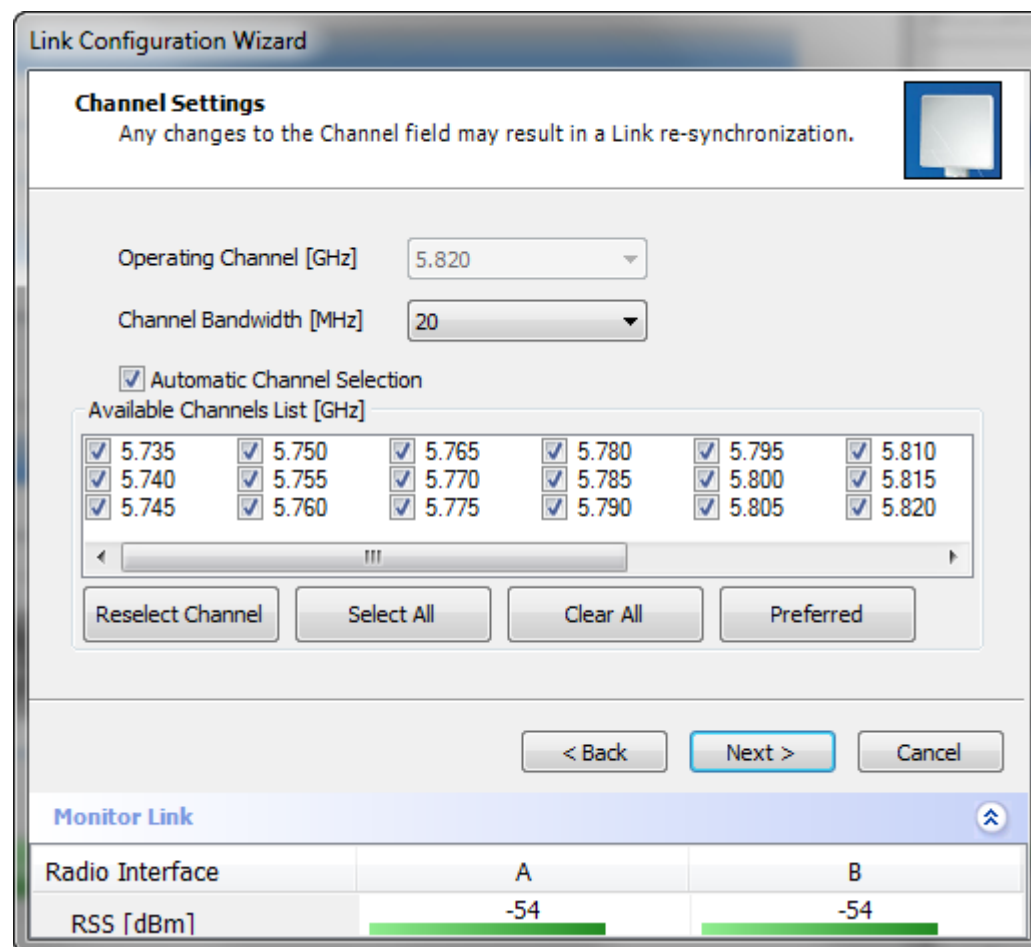 Link Configuration Wizard
Channel Settings
Any changes to the Channel field may result in a Link re-synchronization.
Operating Channel [GHz] 5.820
Channel Bandwidth [MHz] 20
Automatic Channel Selection
Available Channels List [GHz]
5.735 5.750 5.765 5.780 5.795 5.810
5.740 5.755 5.770 5.785 5.800 5.815
5.745 5.760 5.775 5.790 5.805 5.820
Reselect Channel Select All Clear All Preferred
< Back Next > Cancel
Monitor Link
Radio Interface A B
RSS [dBm] -54 -54